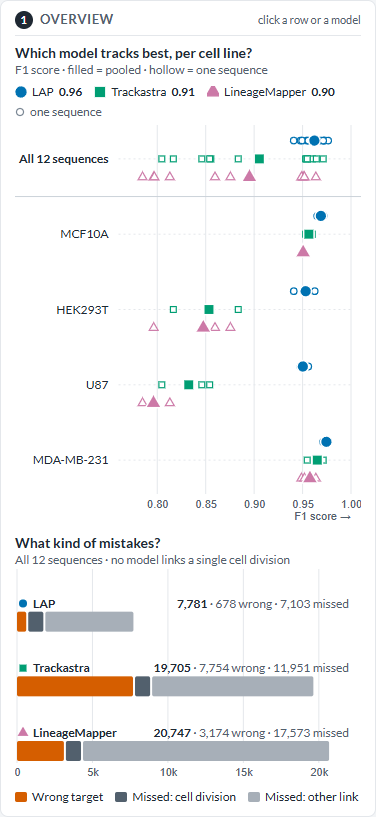 1 OVERVIEW click a row or a model
Which model tracks best, per cell line?
F1 score · filled = pooled · hollow = one sequence
LAP 0.96 Trackastra 0.91 LineageMapper 0.90
one sequence
All 12 sequences
MCF10A
HEK293T
U87
MDA-MB-231
0.80 0.85 0.90 0.95 1.00
F1 score →
What kind of mistakes?
All 12 sequences · no model links a single cell division
LAP 7,781 · 678 wrong · 7,103 missed
Trackastra 19,705 · 7,754 wrong · 11,951 missed
LineageMapper 20,747 · 3,174 wrong · 17,573 missed
0 5k 10k 15k 20k
Wrong target Missed: cell division Missed: other link